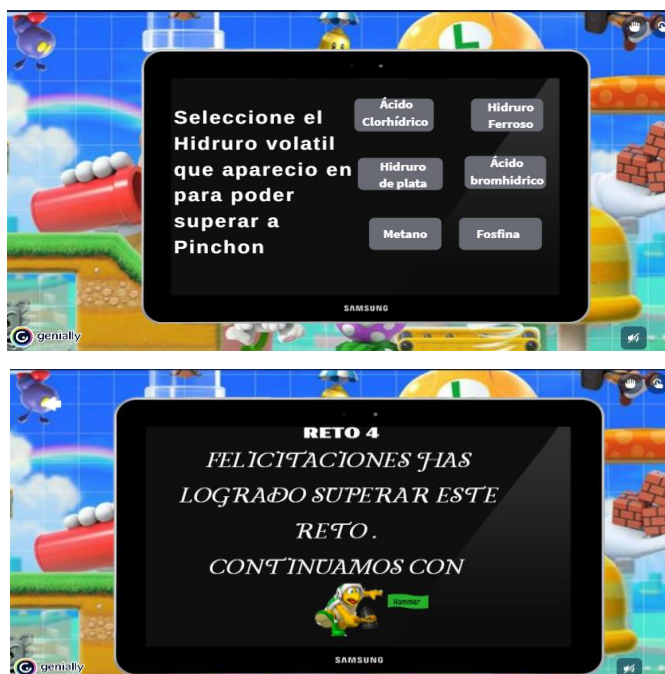 L
Seleccione el
Hidruro volatil
que aparecio en
para poder
superar a
Pinchon
Ácido
Clorhídrico
Hidruro
Ferroso
Hidruro
de plata
Ácido
bromhidrico
Metano
Fosfina
SAMSUNG
G genially
RETO 4
FELICITACIONES HAS
LOGRADO SUPERAR ESTE
RETO.
CONTINUAMOS CON
Hammer
SAMSUNG
G genially